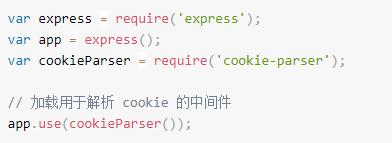 var express = require('express');
var app = express();
var cookieParser = require('cookie-parser');
// 加载用于解析 cookie 的中间件
app.use(cookieParser());